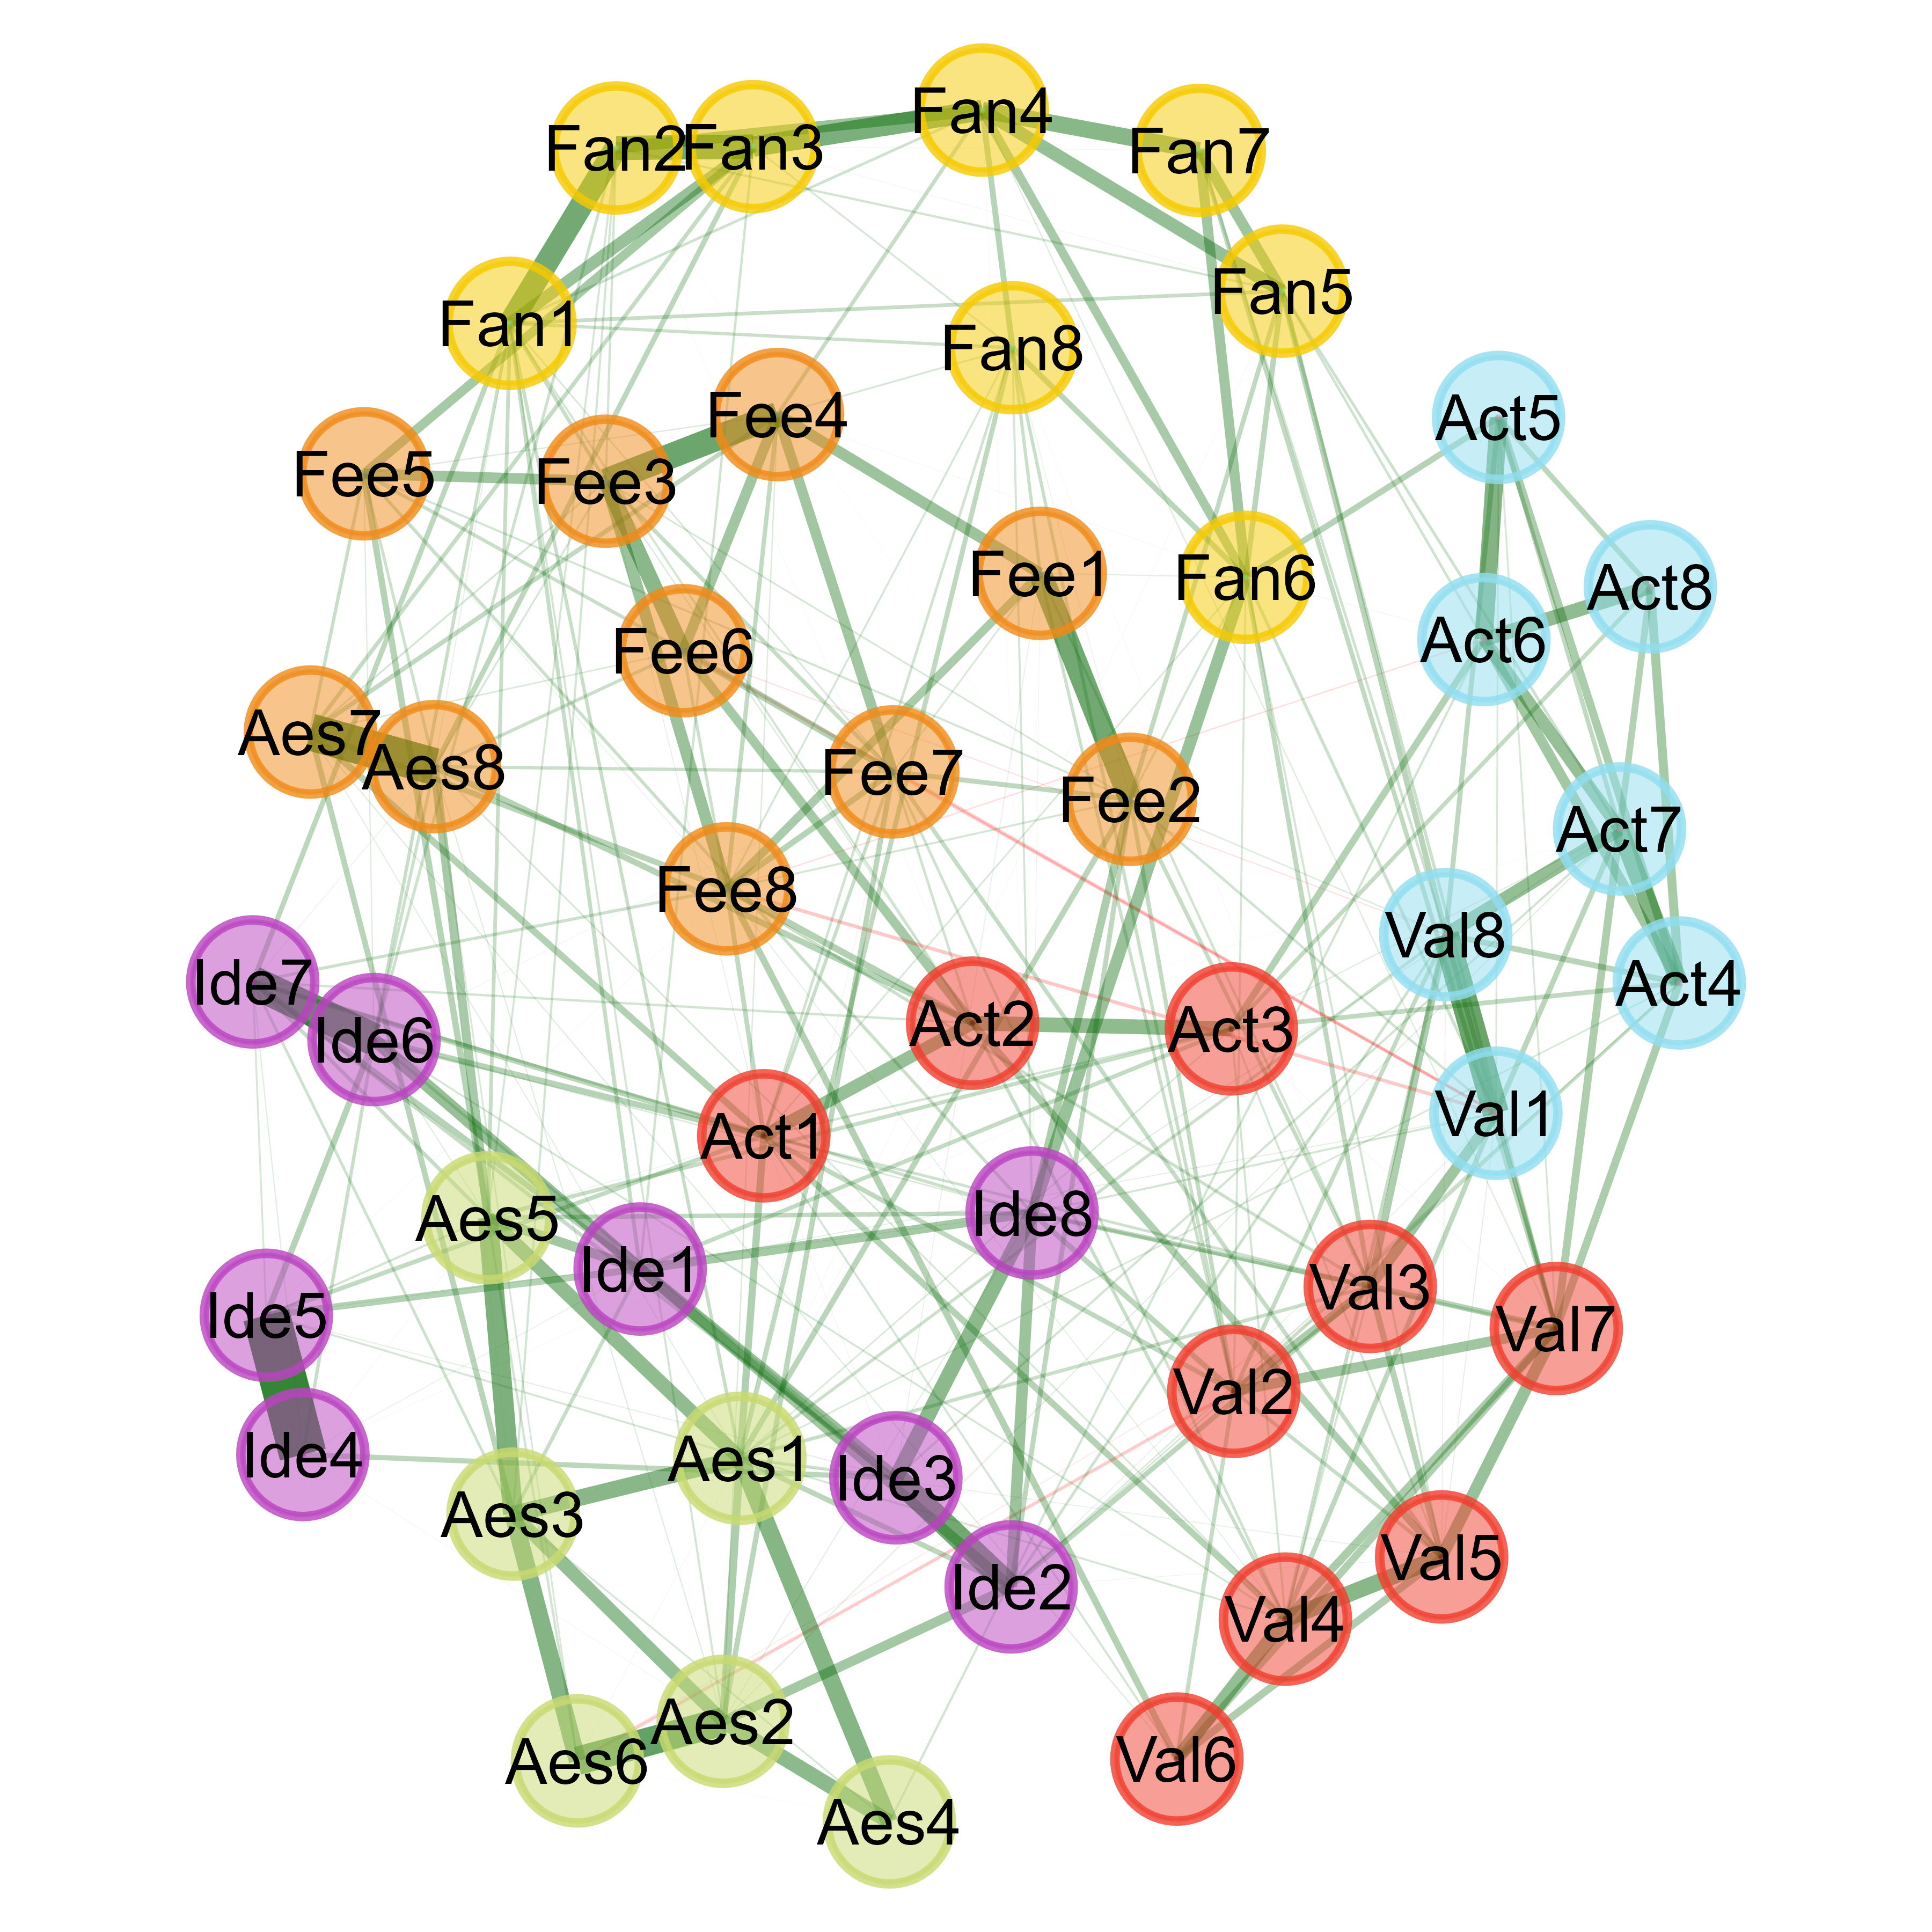 Fan4
Fan2
Fan3
Fan7
Fan5
Fan1
Fan8
Fee4
Act5
Fee5
Fee3
Fee1
Fan6
Act8
Act6
Fee6
Aes7
Aes8
Fee7
Fee2
Act7
Fee8
Val8
Ide7
Act4
Ide6
Act2
Act3
Act1
Val1
Aes5
Ide8
Ide1
Val3
Ide5
Val7
Val2
Ide4
Aes1
Ide3
Aes3
Val5
Ide2
Val4
Aes2
Aes6
Val6
Aes4